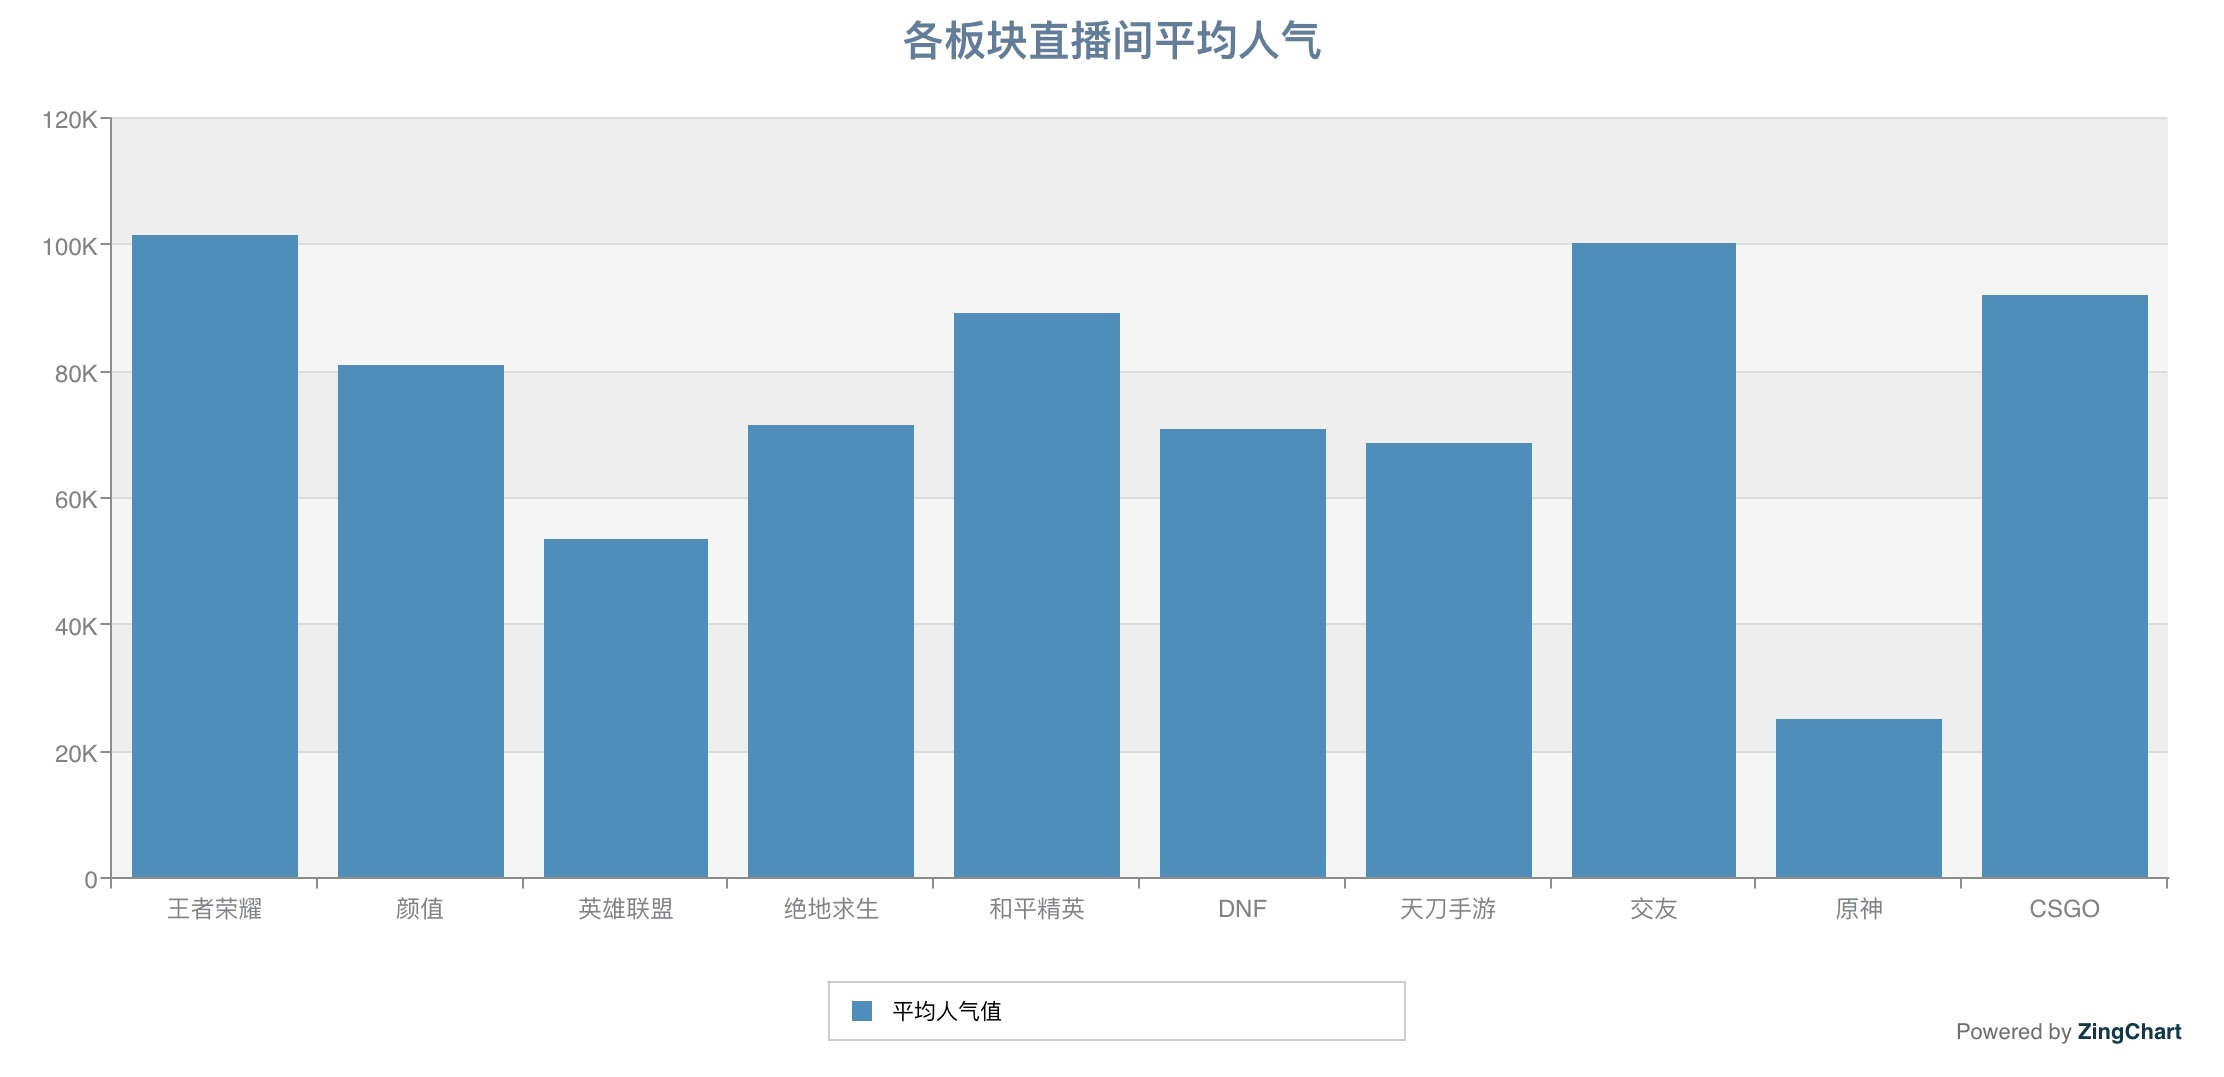 各板块直播间平均人气
120K
100K
80K
60K
40K
20K
0
王者荣耀 颜值 英雄联盟 绝地求生 和平精英 DNF 天刀手游 交友 原神 CSGO
平均人气值
Powered by ZingChart